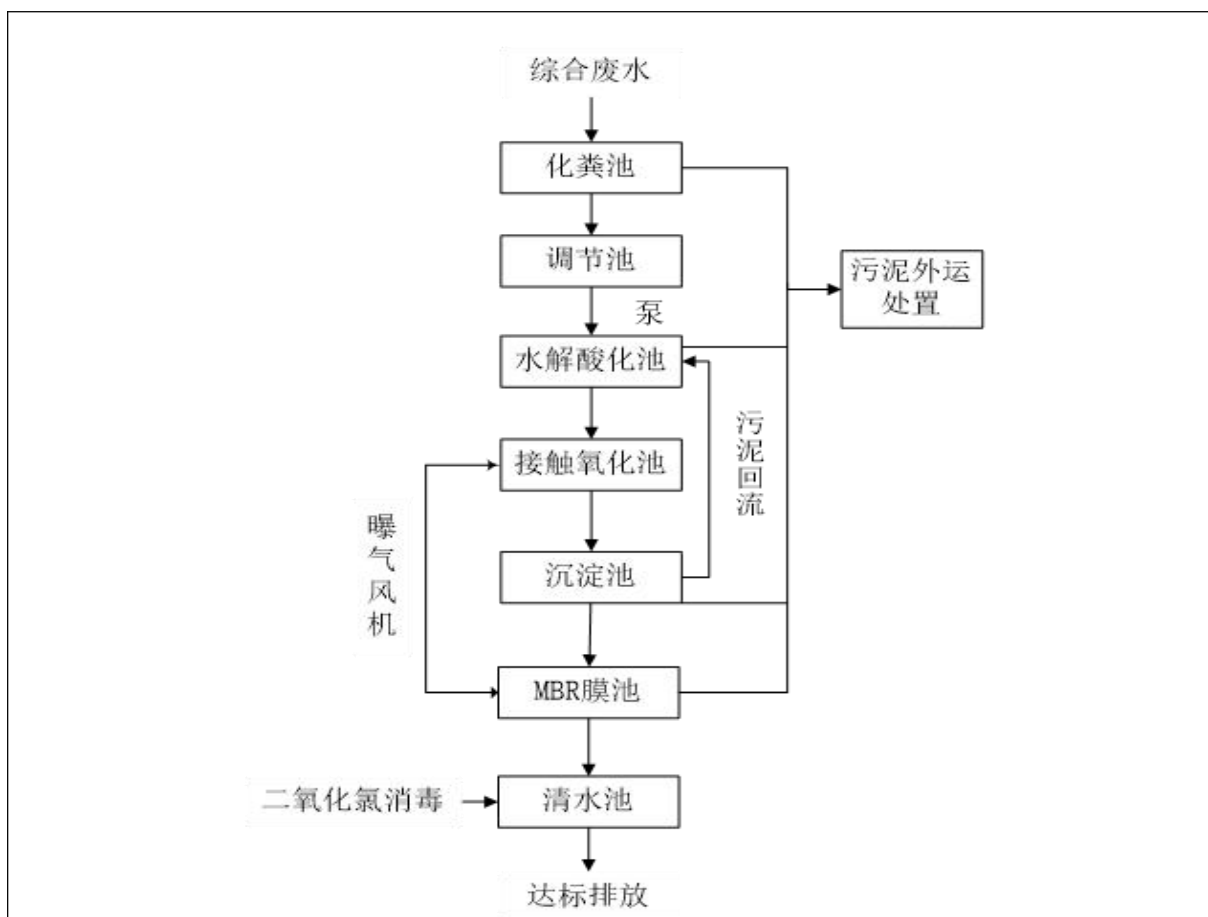 综合废水
化粪池
调节池
泵
污泥外运
处置
水解酸化池
接触氧化池
污泥回流
曝气风机
沉淀池
MBR膜池
二氧化氯消毒
清水池
达标排放